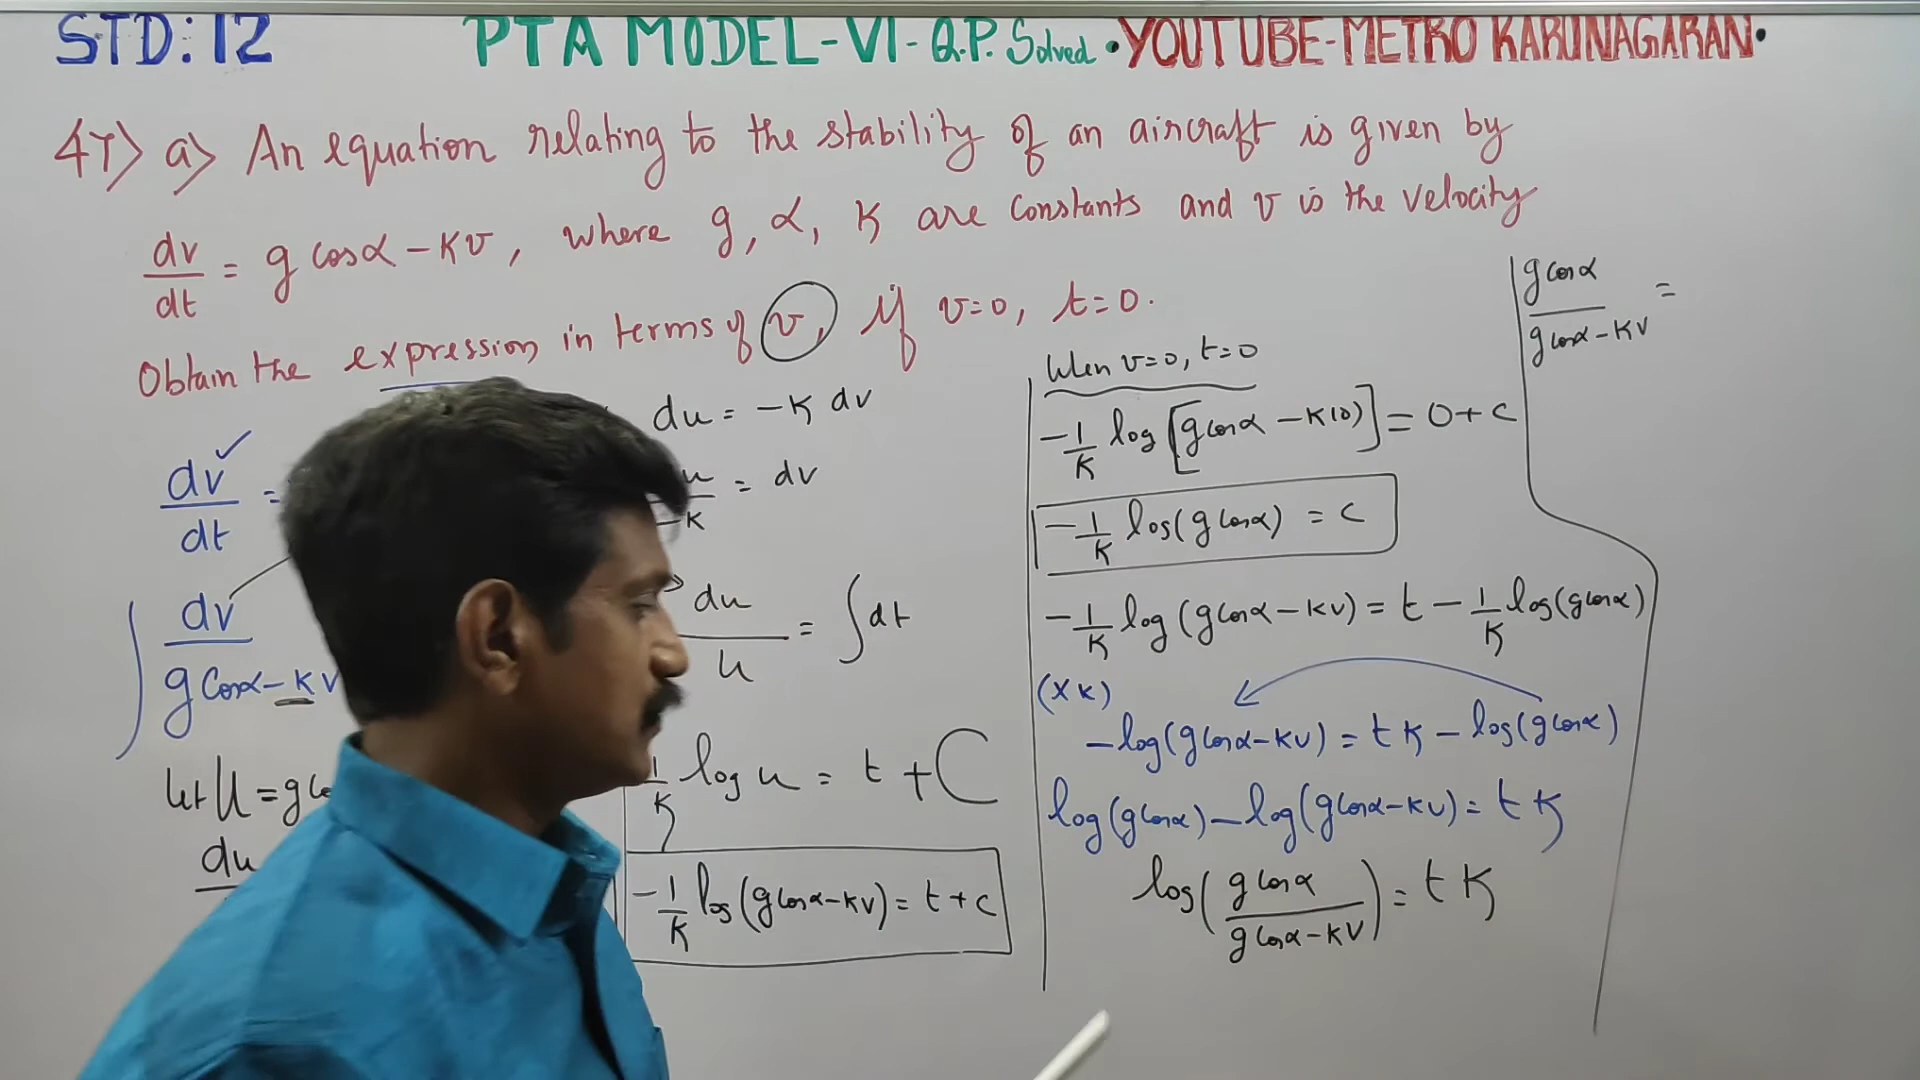 STD:12 PTA MODEL-VI-Q.P. Solved •YOUTUBE-METRO KARUNAGARAN•
47) a) An equation relating to the stability of an aircraft is given by
dv/dt = g cosα - Kv, where g, α, K are constants and v is the velocity
Obtain the expression in terms of v, if v=0, t=0.
dv/dt =
∫ dv/(g cosα - Kv
let U = g co
du
du = -K dv
/-K = dv
du/u = ∫dt
1/K log u = t + C
-1/K log(g cosα - Kv) = t + c
When v=0, t=0
-1/K log[g cosα - K(0)] = 0 + c
-1/K log(g cosα) = c
-1/K log(g cosα - Kv) = t - 1/K log(g cosα)
(x K)
-log(g cosα - Kv) = tK - log(g cosα)
log(g cosα) - log(g cosα - Kv) = tK
log(g cosα/(g cosα - KV)) = tK
g cosα/(g cosα - KV) =